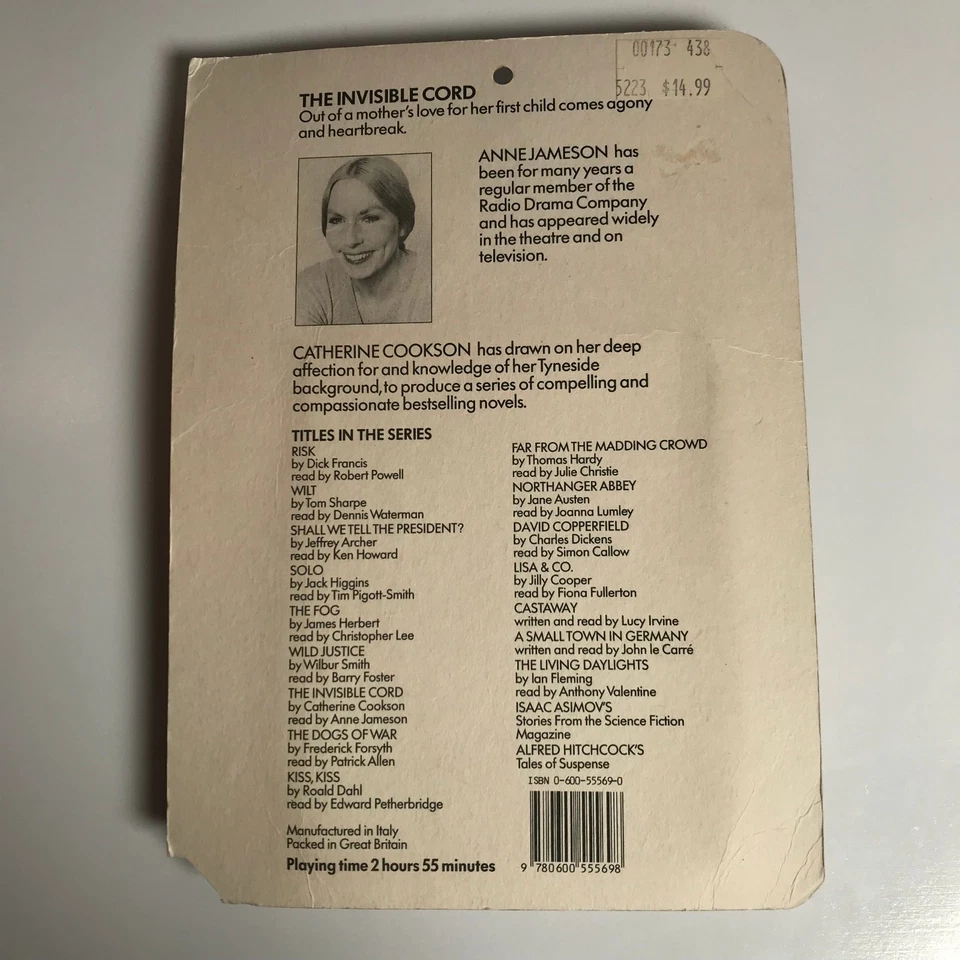 00173 438
5223 $14.99
THE INVISIBLE CORD
Out of a mother's love for her first child comes agony
and heartbreak.
ANNE JAMESON has
been for many years a
regular member of the
Radio Drama Company
and has appeared widely
in the theatre and on
television.
CATHERINE COOKSON has drawn on her deep
affection for and knowledge of her Tyneside
background, to produce a series of compelling and
compassionate bestselling novels.
TITLES IN THE SERIES
RISK
by Dick Francis
read by Robert Powell
WILT
by Tom Sharpe
read by Dennis Waterman
SHALL WE TELL THE PRESIDENT?
by Jeffrey Archer
read by Ken Howard
SOLO
by Jack Higgins
read by Tim Pigott-Smith
THE FOG
by James Herbert
read by Christopher Lee
WILD JUSTICE
by Wilbur Smith
read by Barry Foster
THE INVISIBLE CORD
by Catherine Cookson
read by Anne Jameson
THE DOGS OF WAR
by Frederick Forsyth
read by Patrick Allen
KISS, KISS
by Roald Dahl
read by Edward Petherbridge
FAR FROM THE MADDING CROWD
by Thomas Hardy
read by Julie Christie
NORTHANGER ABBEY
by Jane Austen
read by Joanna Lumley
DAVID COPPERFIELD
by Charles Dickens
read by Simon Callow
LISA & CO.
by Jilly Cooper
read by Fiona Fullerton
CASTAWAY
written and read by Lucy Irvine
A SMALL TOWN IN GERMANY
written and read by John le Carré
THE LIVING DAYLIGHTS
by Ian Fleming
read by Anthony Valentine
ISAAC ASIMOV'S
Stories From the Science Fiction
Magazine
ALFRED HITCHCOCK'S
Tales of Suspense
ISBN 0-600-55569-0
9 780600 555698
Manufactured in Italy
Packed in Great Britain
Playing time 2 hours 55 minutes